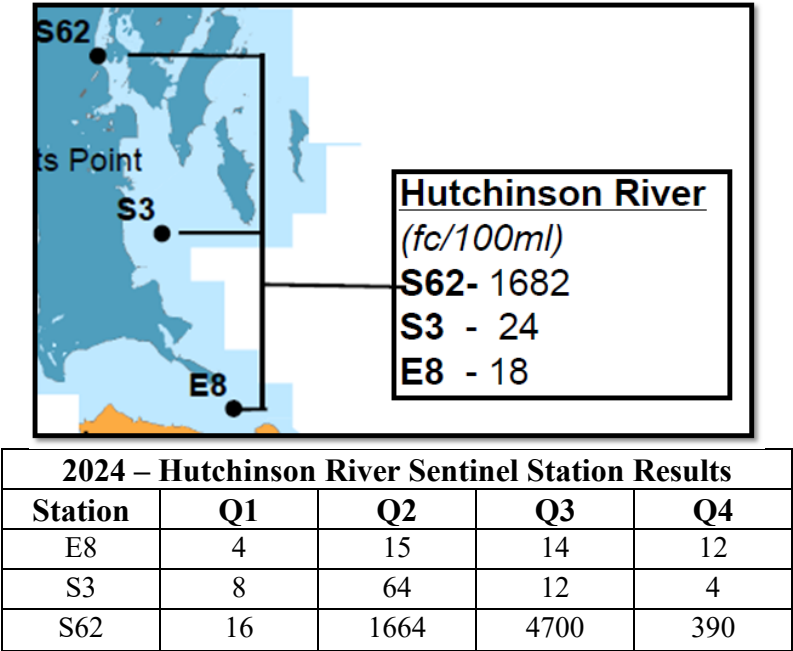 S62
ts Point
S3
E8
Hutchinson River
(fc/100ml)
S62- 1682
S3 - 24
E8 - 18
2024 – Hutchinson River Sentinel Station Results
Station Q1 Q2 Q3 Q4
E8 4 15 14 12
S3 8 64 12 4
S62 16 1664 4700 390